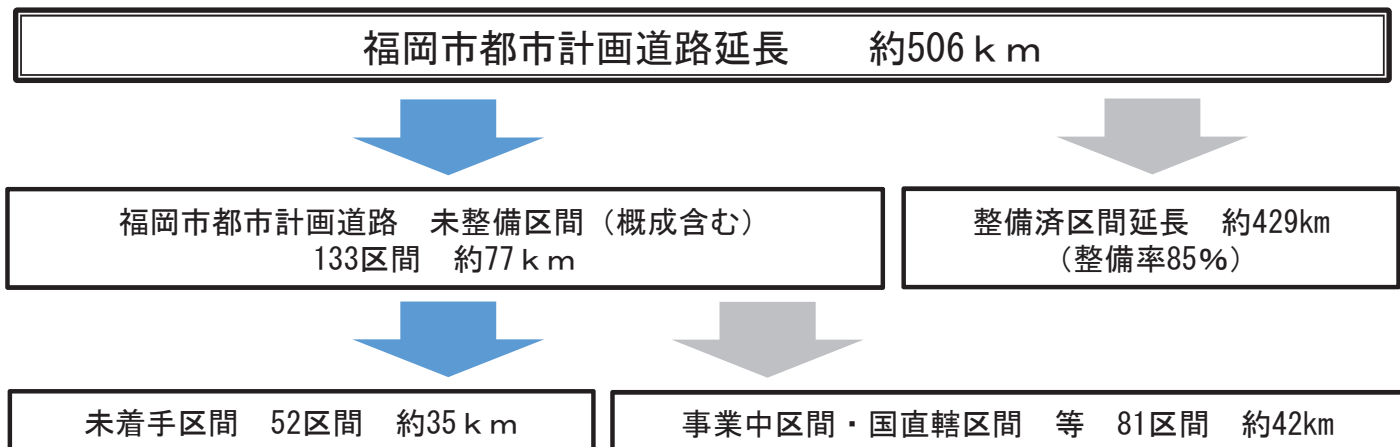 福岡市都市計画道路延長　　約506ｋｍ
福岡市都市計画道路　未整備区間（概成含む）
133区間　約77ｋｍ
整備済区間延長　約429km
（整備率85%）
未着手区間　52区間　約35ｋｍ
事業中区間・国直轄区間　等　81区間　約42km